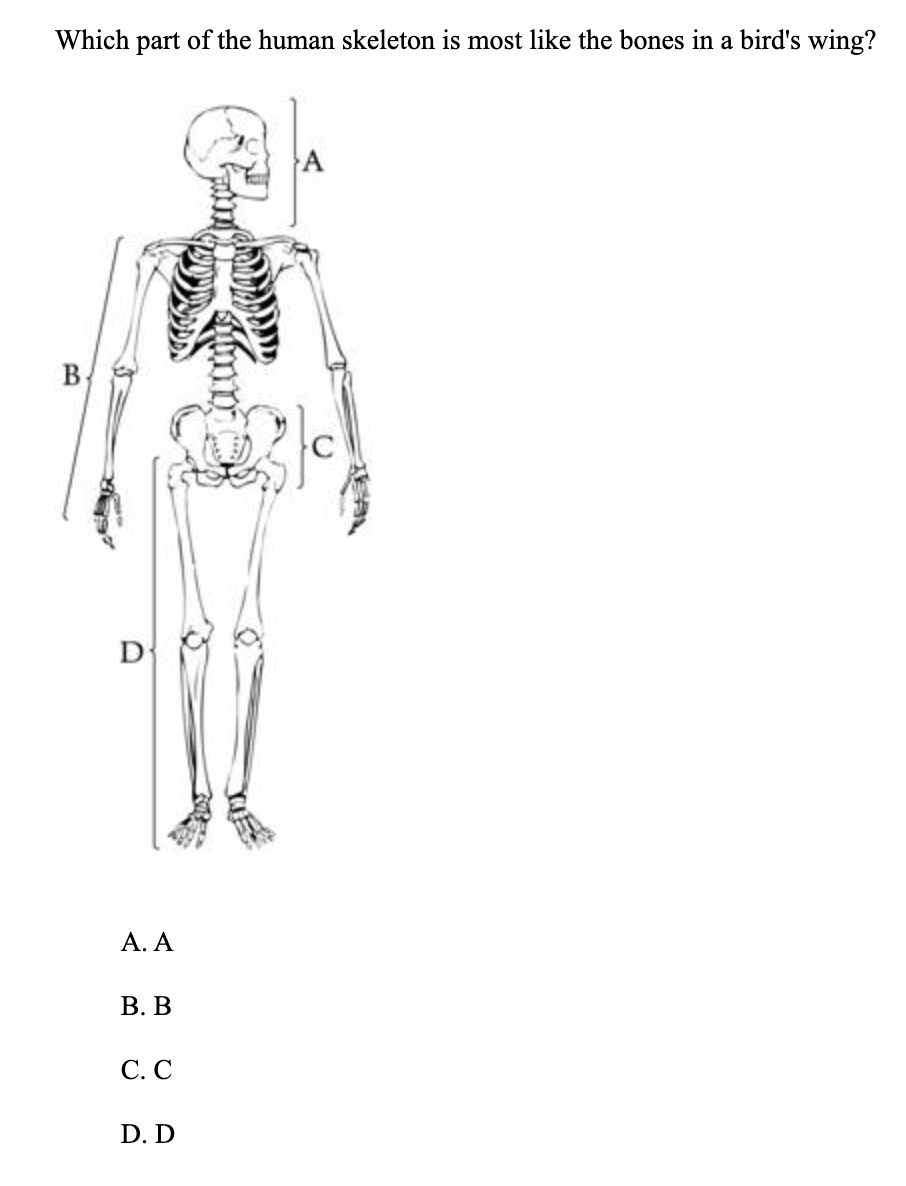 Which part of the human skeleton is most like the bones in a bird's wing?
A
B
C
D
A. A
B. B
C. C
D. D